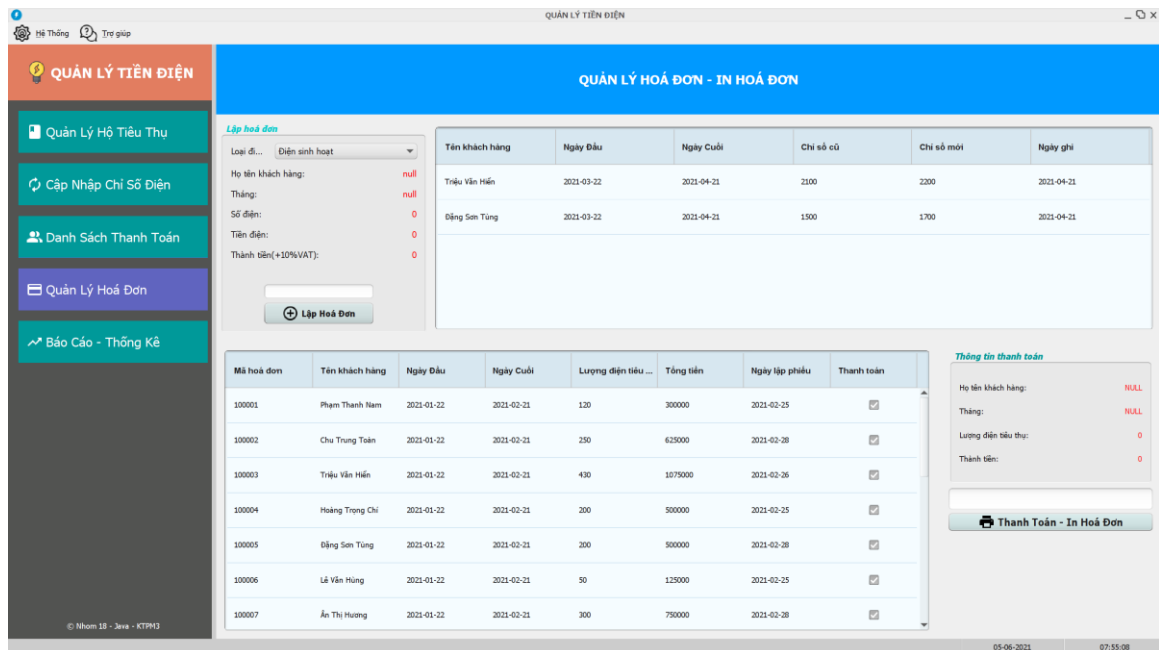 QUẢN LÝ TIỀN ĐIỆN
Hệ Thống Trợ giúp
QUẢN LÝ TIỀN ĐIỆN
QUẢN LÝ HOÁ ĐƠN - IN HOÁ ĐƠN
Quản Lý Hộ Tiêu Thụ
Cập Nhập Chỉ Số Điện
Danh Sách Thanh Toán
Quản Lý Hoá Đơn
Báo Cáo - Thống Kê
© Nhom 18 - Java - KTPM3
Lập hoá đơn
Loại đi... Điện sinh hoạt
Họ tên khách hàng: null
Tháng: null
Số điện: 0
Tiền điện: 0
Thành tiền(+10%VAT): 0
Lập Hoá Đơn
Tên khách hàng Ngày Đầu Ngày Cuối Chỉ số cũ Chỉ số mới Ngày ghi
Triệu Văn Hiến 2021-03-22 2021-04-21 2100 2200 2021-04-21
Đặng Sơn Tùng 2021-03-22 2021-04-21 1500 1700 2021-04-21
Mã hoá đơn Tên khách hàng Ngày Đầu Ngày Cuối Lượng điện tiêu ... Tổng tiền Ngày lập phiếu Thanh toán
100001 Phạm Thanh Nam 2021-01-22 2021-02-21 120 300000 2021-02-25
100002 Chu Trung Toàn 2021-01-22 2021-02-21 250 625000 2021-02-28
100003 Triệu Văn Hiến 2021-01-22 2021-02-21 430 1075000 2021-02-26
100004 Hoàng Trọng Chí 2021-01-22 2021-02-21 200 500000 2021-02-25
100005 Đặng Sơn Tùng 2021-01-22 2021-02-21 200 500000 2021-02-28
100006 Lê Văn Hùng 2021-01-22 2021-02-21 50 125000 2021-02-25
100007 Ấn Thị Hương 2021-01-22 2021-02-21 300 750000 2021-02-28
Thông tin thanh toán
Họ tên khách hàng: NULL
Tháng: NULL
Lượng điện tiêu thụ: 0
Thành tiền: 0
Thanh Toán - In Hoá Đơn
05-06-2021 07:55:08